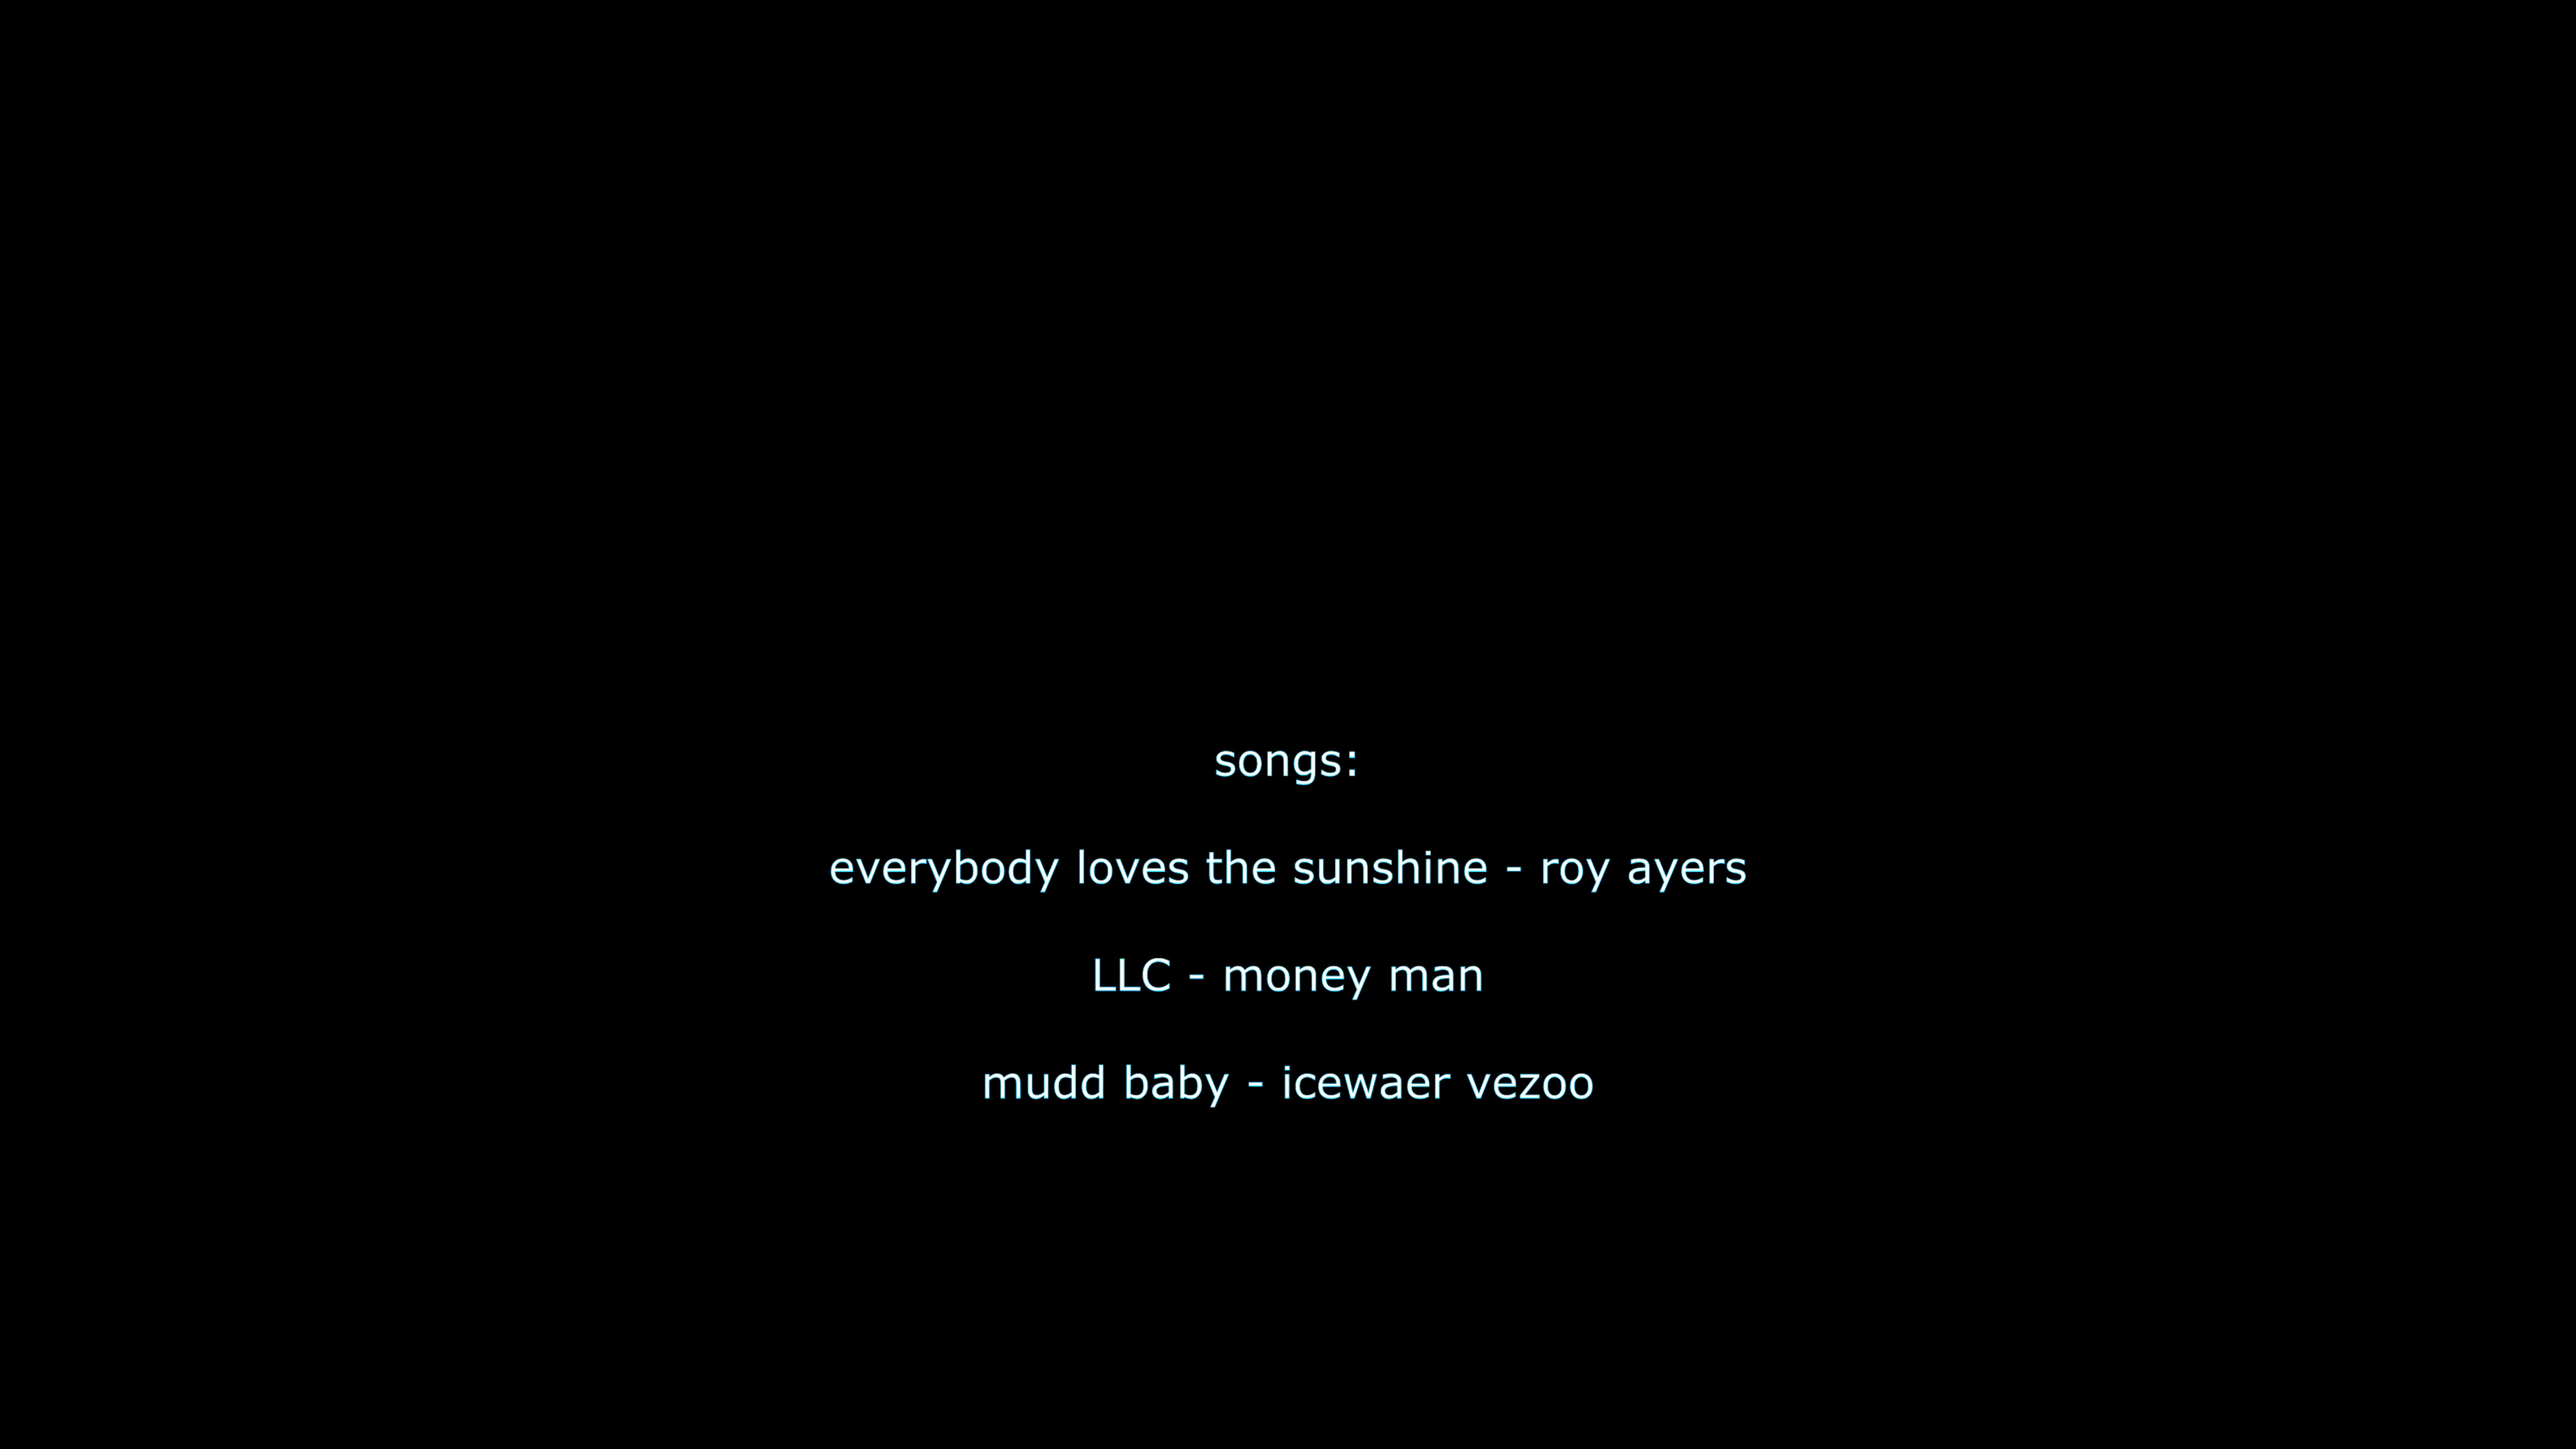 songs:
everybody loves the sunshine - roy ayers
LLC - money man
mudd baby - icewaer vezoo